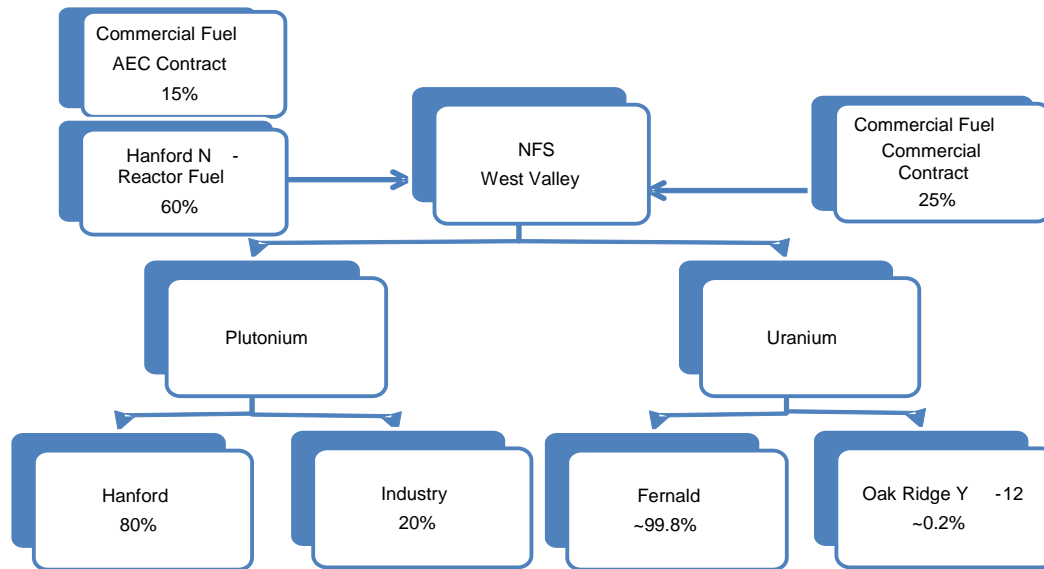 Commercial Fuel
AEC Contract
15%
Hanford N -
Reactor Fuel
60%
NFS
West Valley
Commercial Fuel
Commercial
Contract
25%
Plutonium
Uranium
Hanford
80%
Industry
20%
Fernald
~99.8%
Oak Ridge Y -12
~0.2%